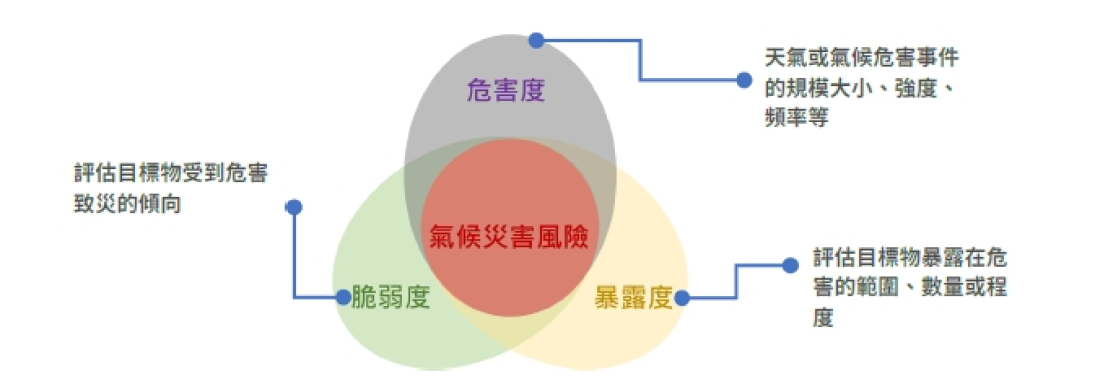 危害度
天氣或氣候危害事件
的規模大小、強度、
頻率等
評估目標物受到危害
致災的傾向
氣候災害風險
脆弱度
暴露度
評估目標物暴露在危
害的範圍、數量或程
度